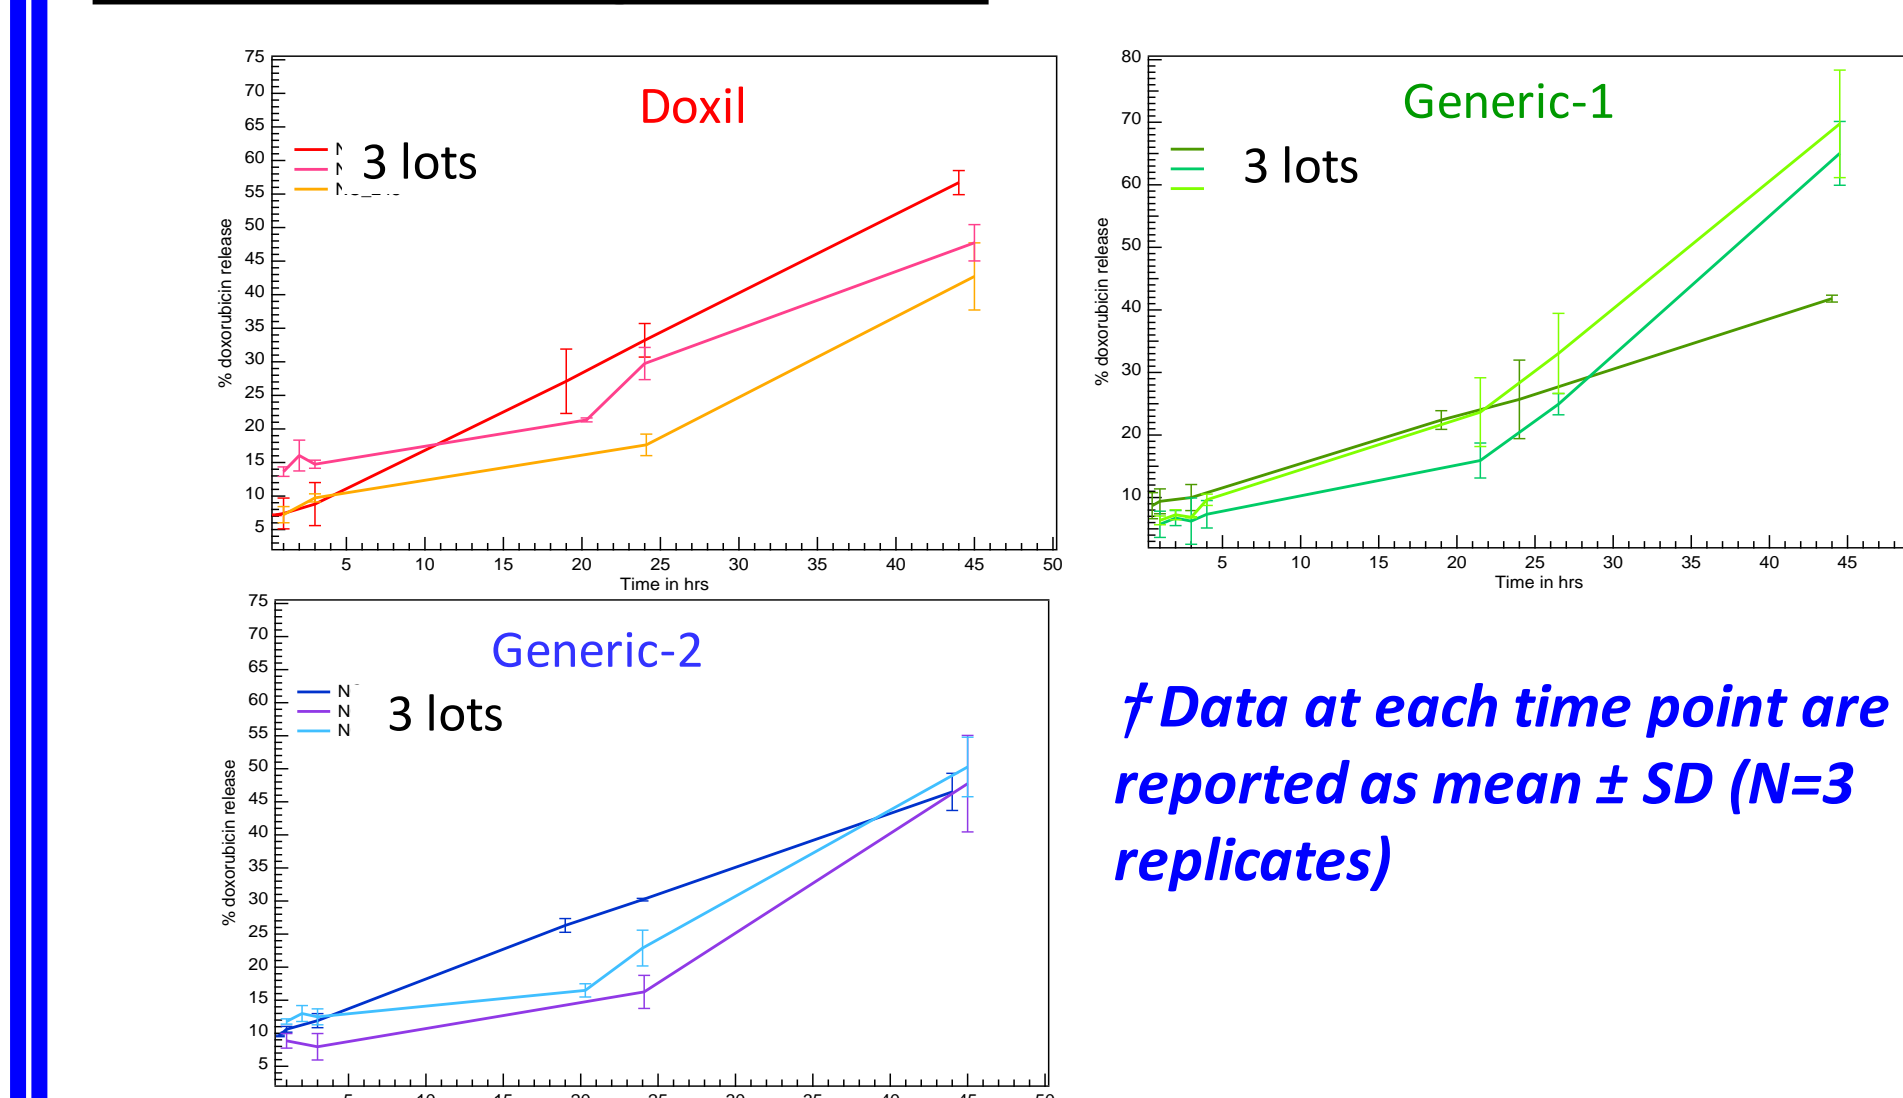 75
70
65
60
55
50
45
40
35
30
25
20
15
10
5
% doxorubicin release
Doxil
3 lots
5 10 15 20 25 30 35 40 45 50
Time in hrs
80
70
60
50
40
30
20
10
% doxorubicin release
Generic-1
3 lots
5 10 15 20 25 30 35 40 45
Time in hrs
75
70
65
60
55
50
45
40
35
30
25
20
15
10
5
% doxorubicin release
Generic-2
N
N
N
3 lots
† Data at each time point are
reported as mean ± SD (N=3
replicates)